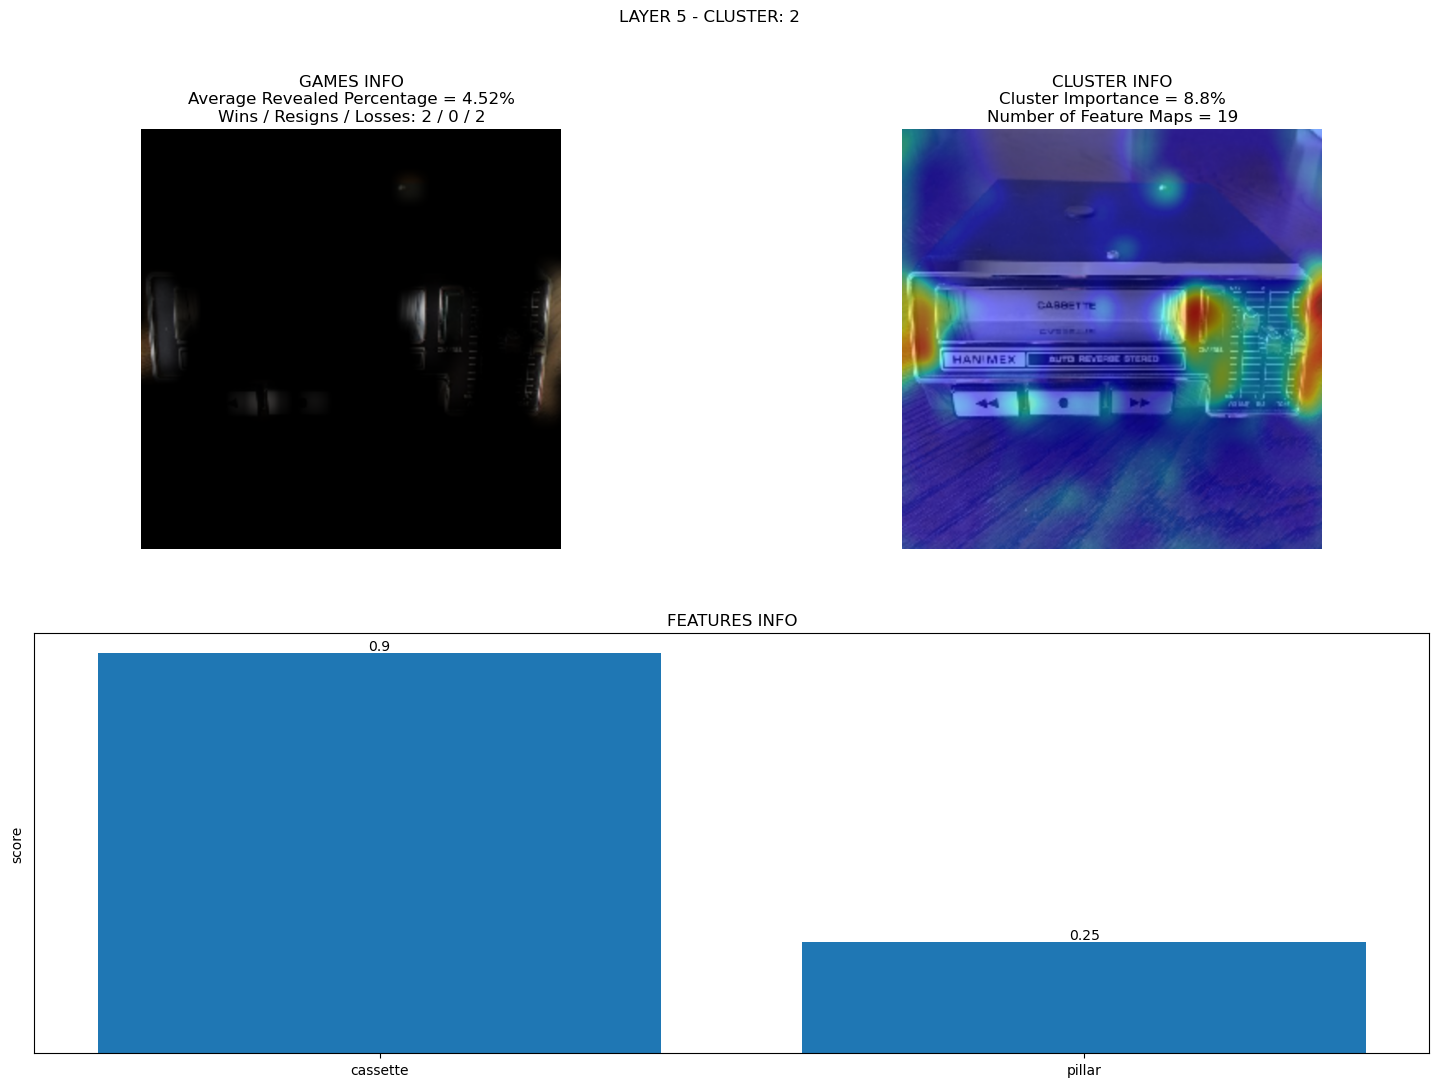 LAYER 5 - CLUSTER: 2
GAMES INFO
Average Revealed Percentage = 4.52%
Wins / Resigns / Losses: 2 / 0 / 2
CLUSTER INFO
Cluster Importance = 8.8%
Number of Feature Maps = 19
CASSETTE
HANIMEX AUTO REVERSE STEREO
FEATURES INFO
score
0.9
0.25
cassette
pillar